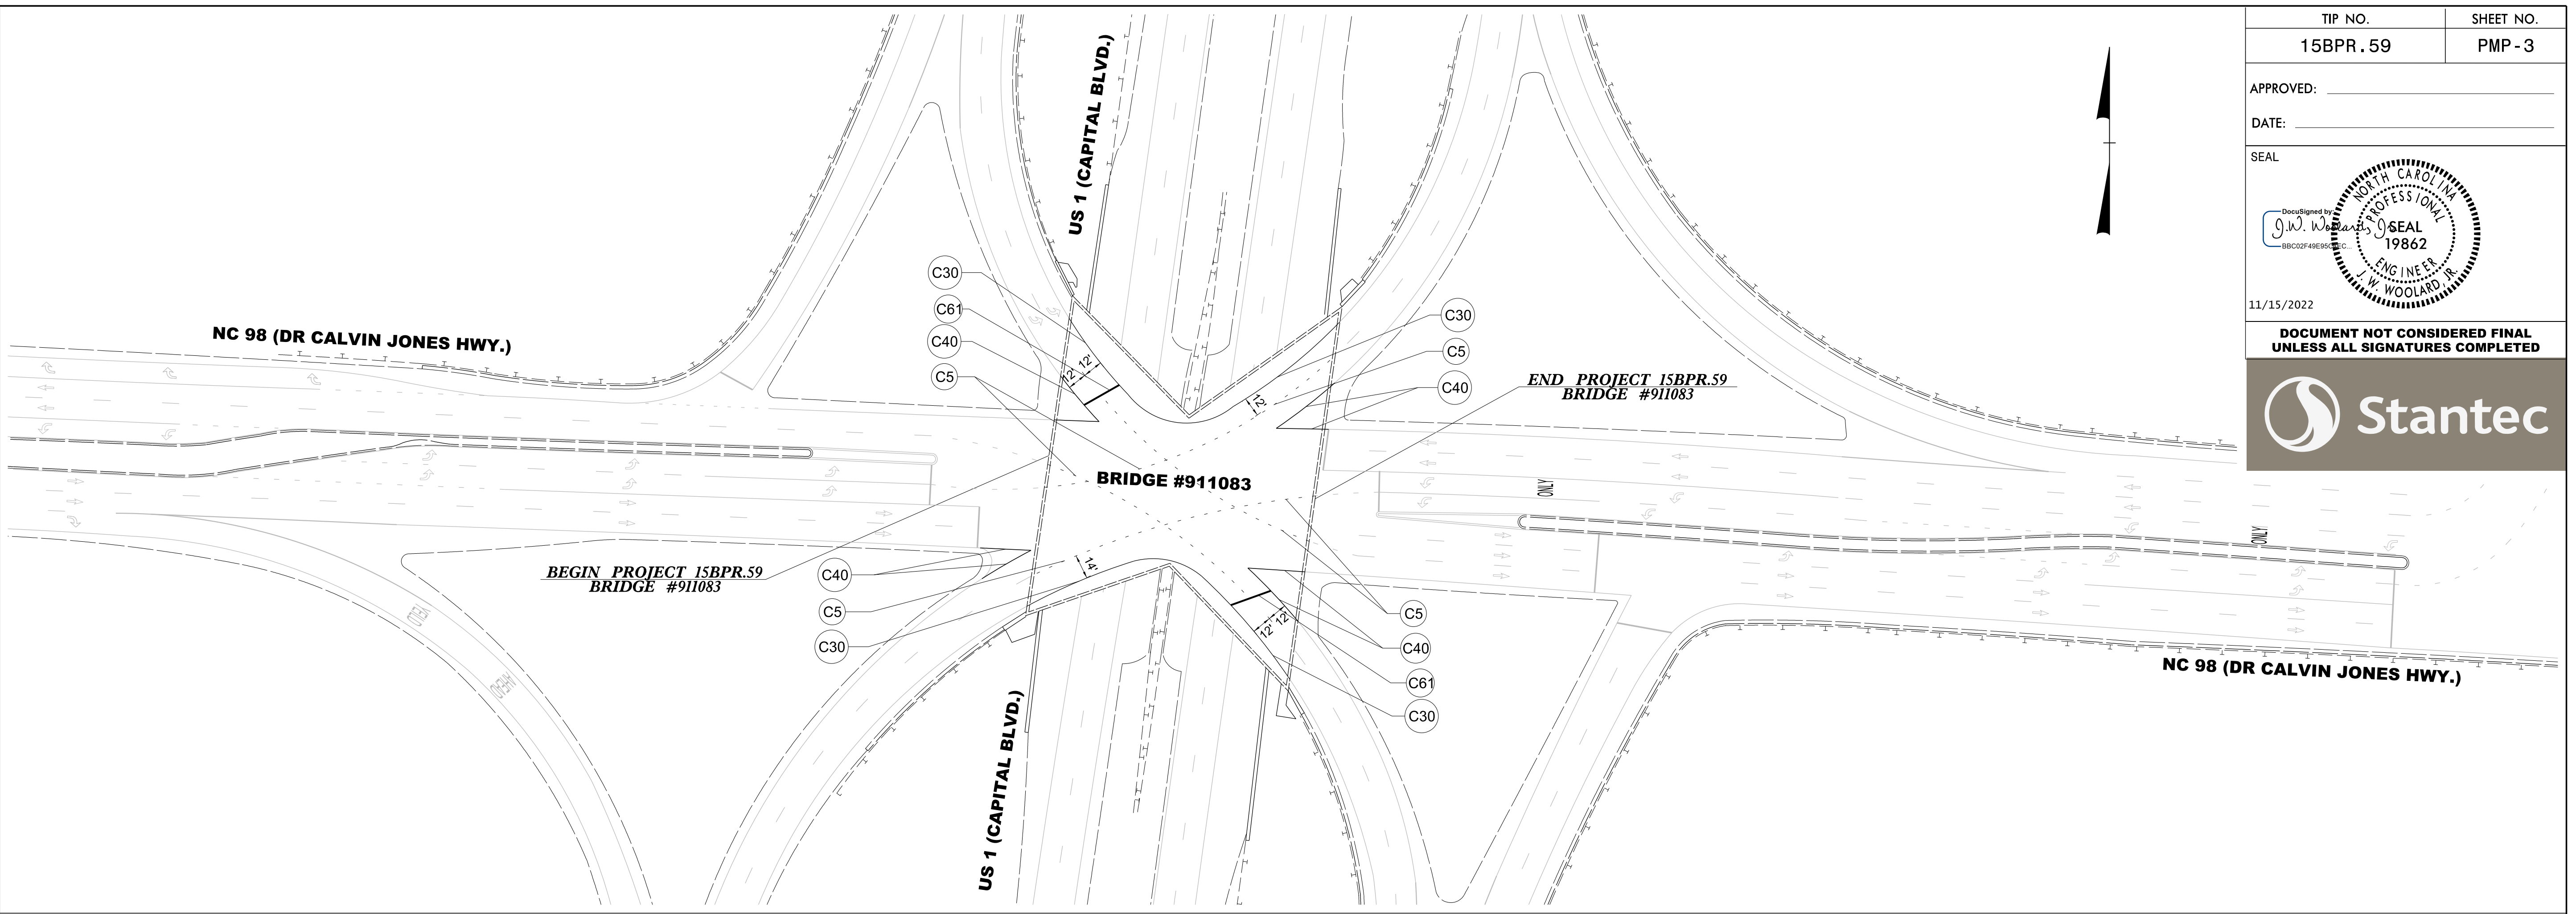 TIP NO.
SHEET NO.
15BPR.59
PMP-3
APPROVED:
DATE:
SEAL
NORTH CAROLINA
PROFESSIONAL
SEAL
19862
ENGINEER
J. W. WOOLARD, JR.
DocuSigned by:
J.W. Woolard, Jr.
11/15/2022
DOCUMENT NOT CONSIDERED FINAL
UNLESS ALL SIGNATURES COMPLETED
Stantec
US 1 (CAPITAL BLVD.)
NC 98 (DR CALVIN JONES HWY.)
C30
C61
C40
C5
12'
12'
C30
C5
C40
12'
END PROJECT 15BPR.59
BRIDGE #911083
BRIDGE #911083
ONLY
ONLY
BEGIN PROJECT 15BPR.59
BRIDGE #911083
C40
C5
C30
14'
12'
12'
C5
C40
C61
C30
YIELD
AHEAD
NC 98 (DR CALVIN JONES HWY.)
US 1 (CAPITAL BLVD.)